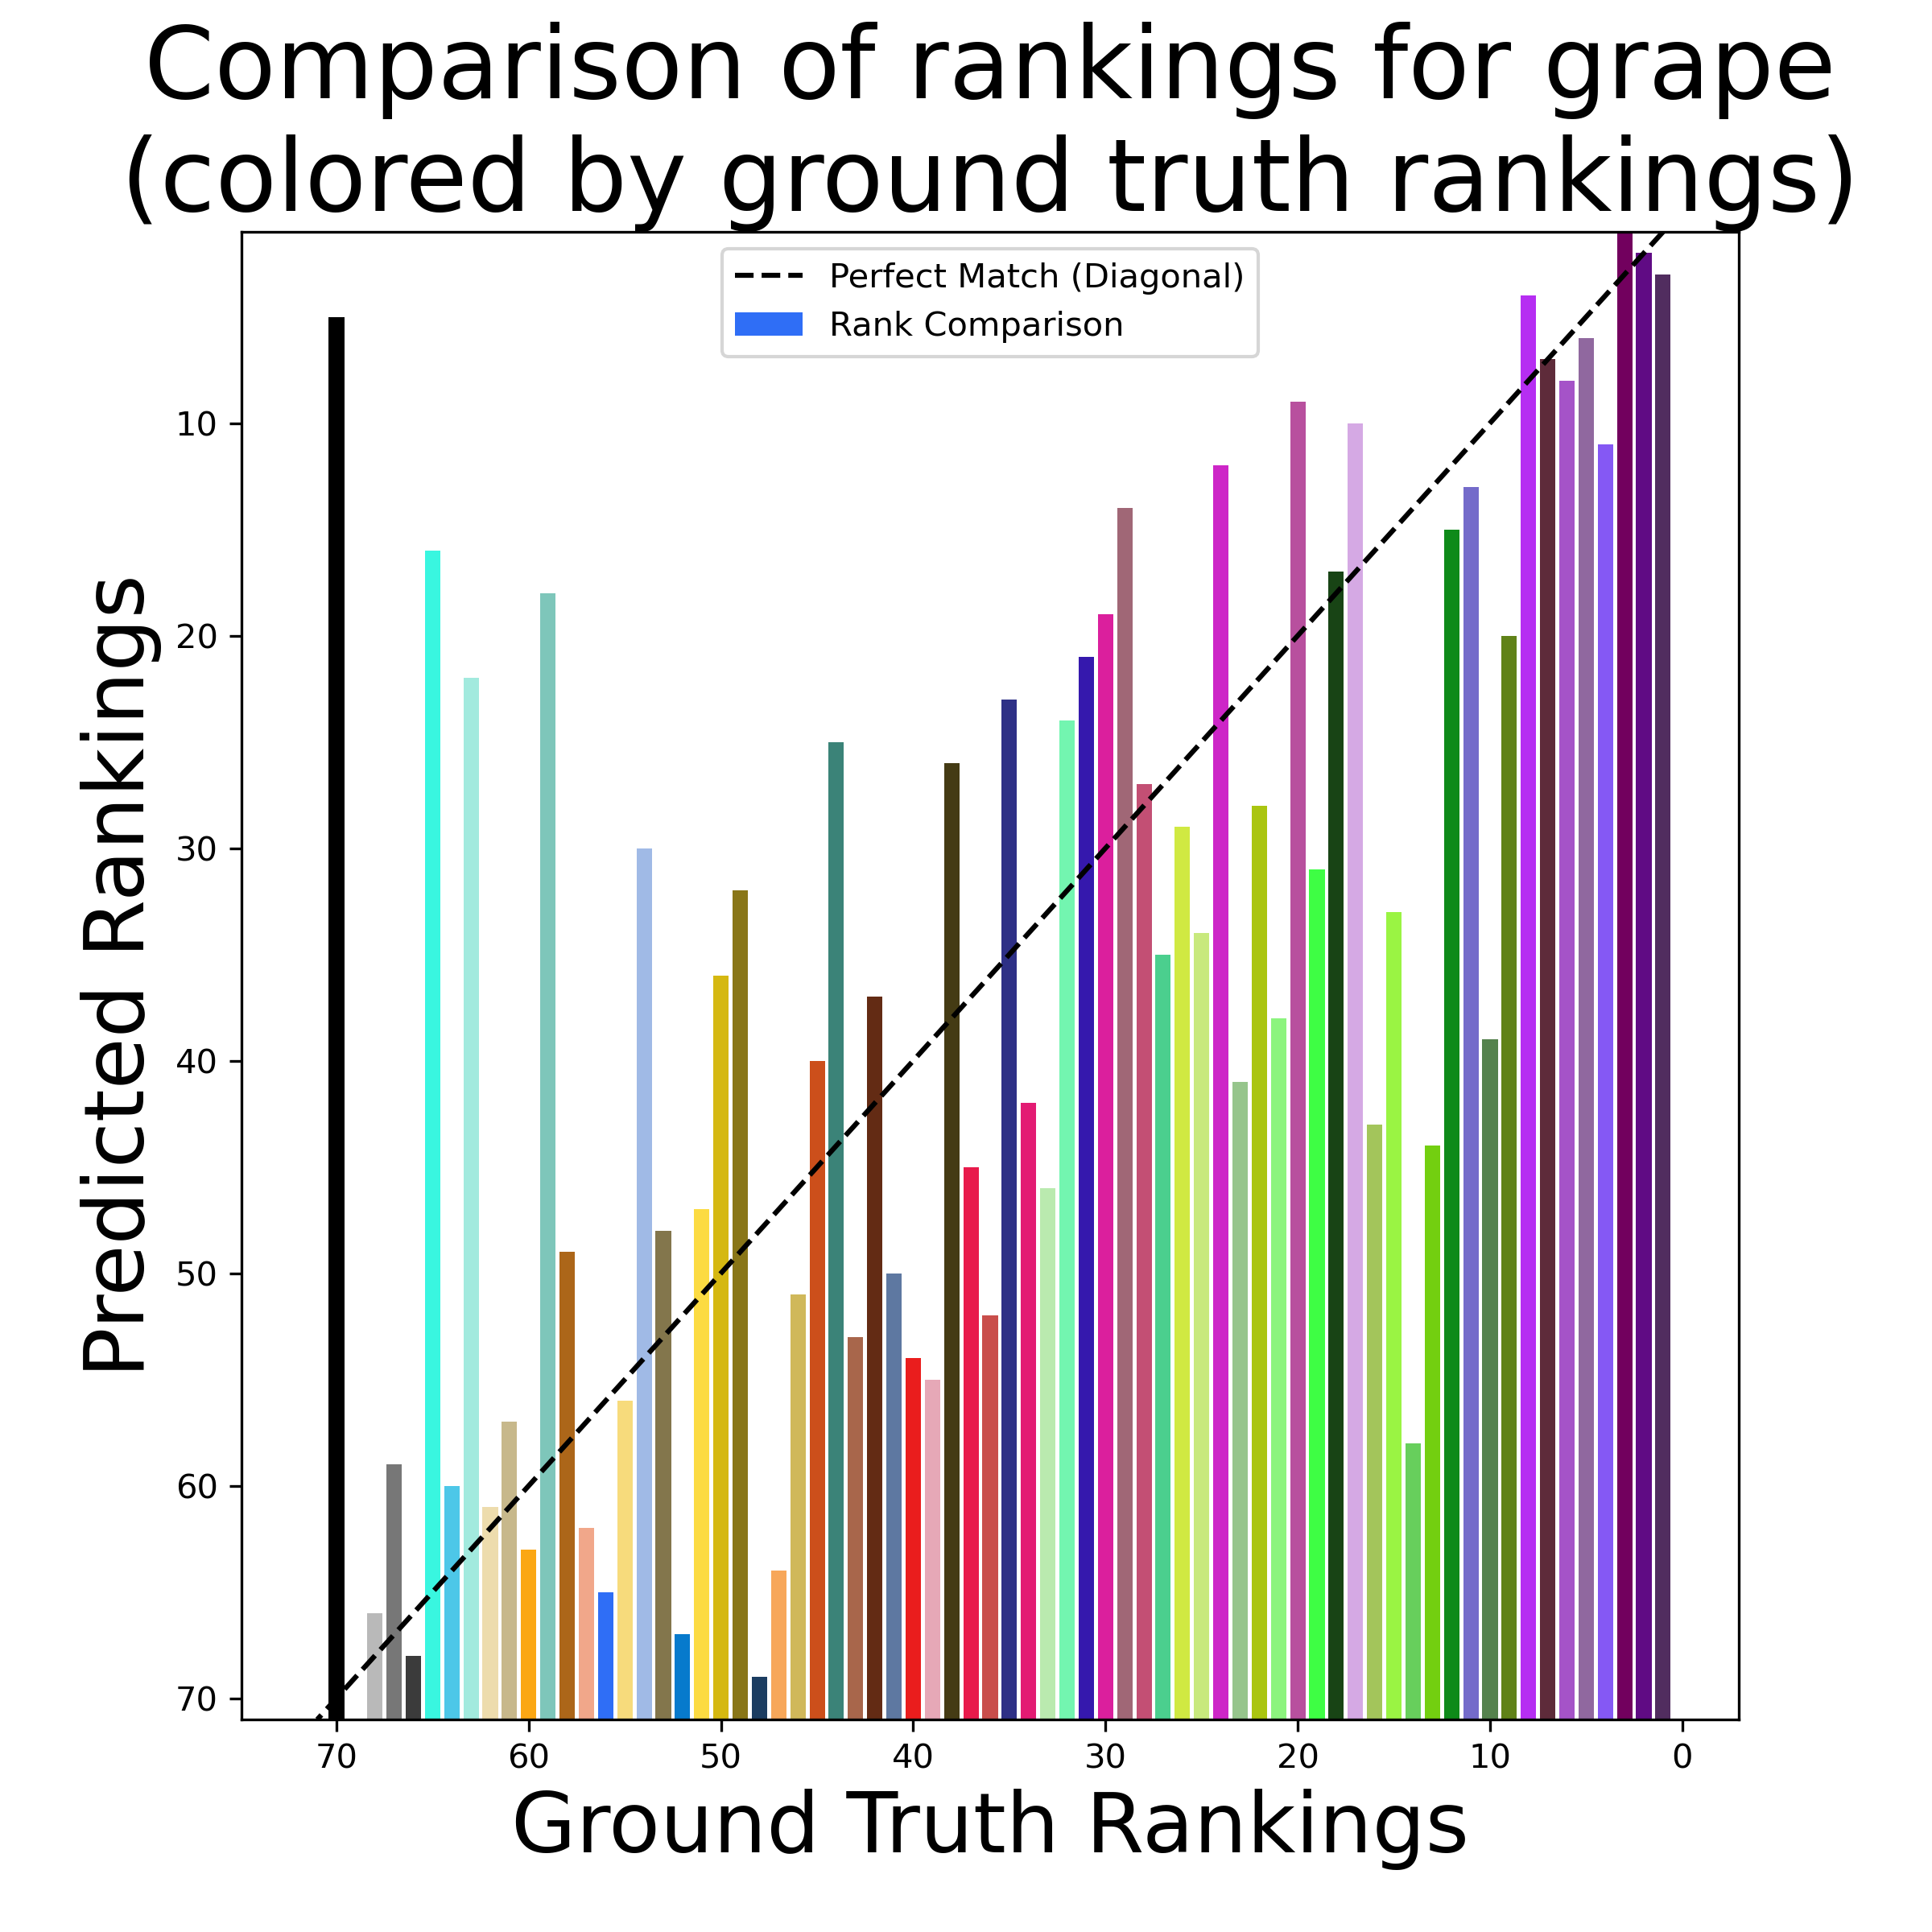 Comparison of rankings for grape
(colored by ground truth rankings)
Perfect Match (Diagonal)
Rank Comparison
Predicted Rankings
10
20
30
40
50
60
70
70 60 50 40 30 20 10 0
Ground Truth Rankings